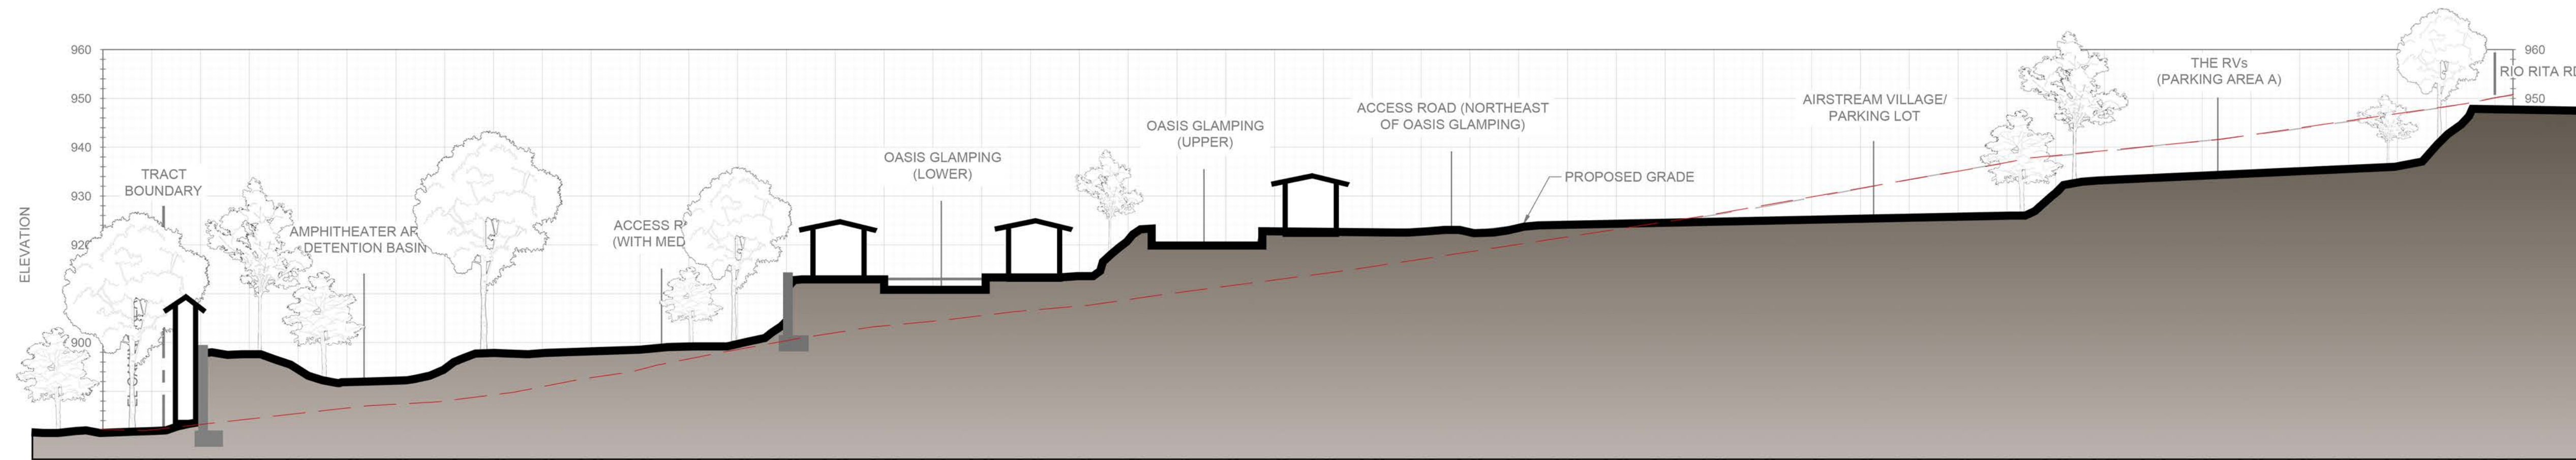 960
950
940
930
920
900
ELEVATION
TRACT
BOUNDARY
AMPHITHEATER AR
DETENTION BASIN
ACCESS R
(WITH MED
OASIS GLAMPING
(LOWER)
OASIS GLAMPING
(UPPER)
ACCESS ROAD (NORTHEAST
OF OASIS GLAMPING)
PROPOSED GRADE
AIRSTREAM VILLAGE/
PARKING LOT
THE RVs
(PARKING AREA A)
960
RIO RITA RD
950